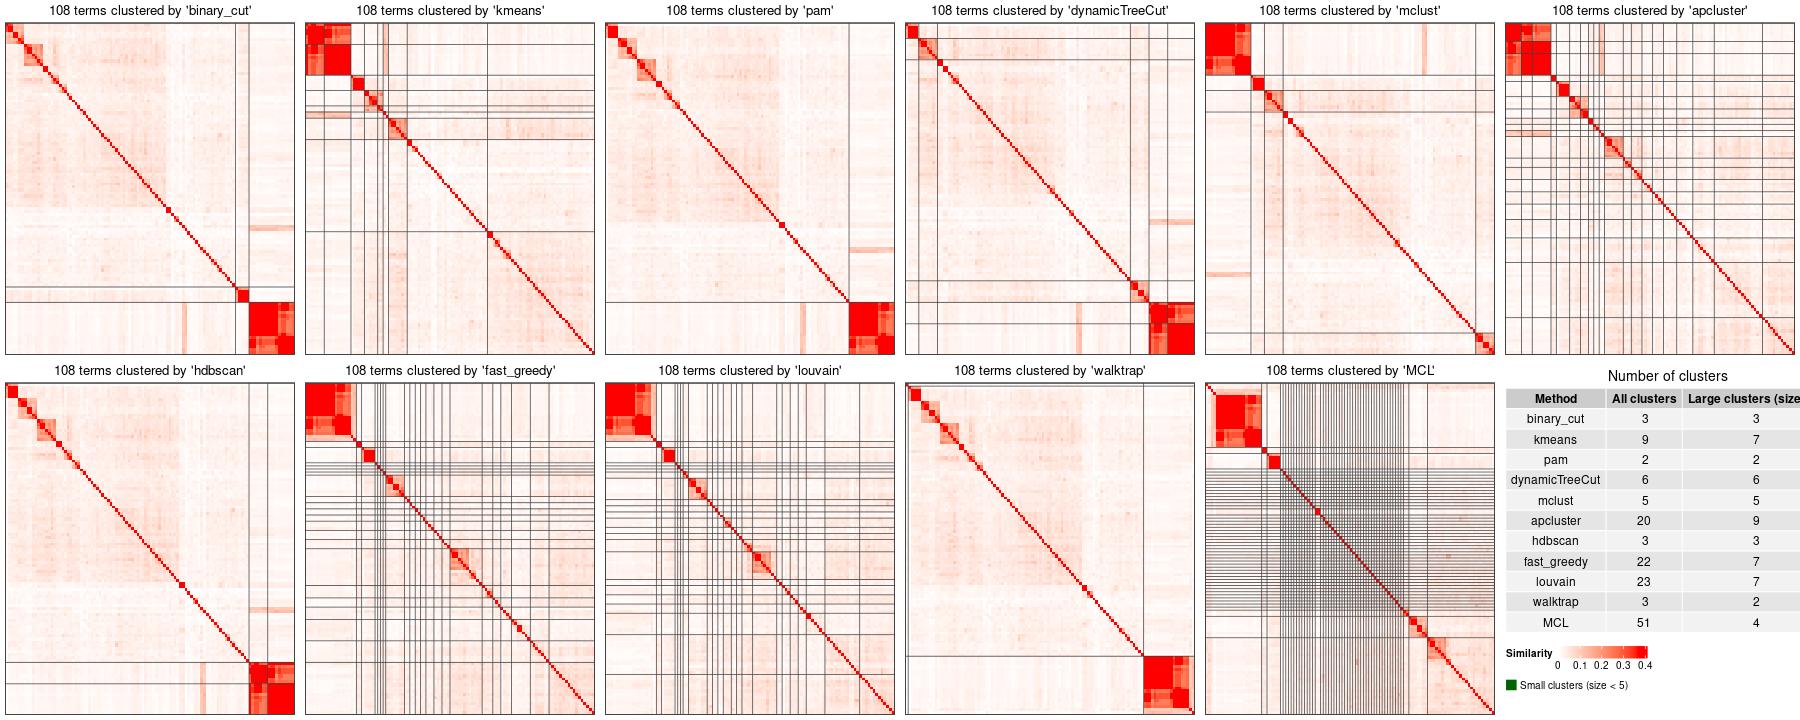 108 terms clustered by 'binary_cut'
108 terms clustered by 'kmeans'
108 terms clustered by 'pam'
108 terms clustered by 'dynamicTreeCut'
108 terms clustered by 'mclust'
108 terms clustered by 'apcluster'
108 terms clustered by 'hdbscan'
108 terms clustered by 'fast_greedy'
108 terms clustered by 'louvain'
108 terms clustered by 'walktrap'
108 terms clustered by 'MCL'
Number of clusters
Method All clusters Large clusters (size
binary_cut 3 3
kmeans 9 7
pam 2 2
dynamicTreeCut 6 6
mclust 5 5
apcluster 20 9
hdbscan 3 3
fast_greedy 22 7
louvain 23 7
walktrap 3 2
MCL 51 4
Similarity
0 0.1 0.2 0.3 0.4
Small clusters (size < 5)